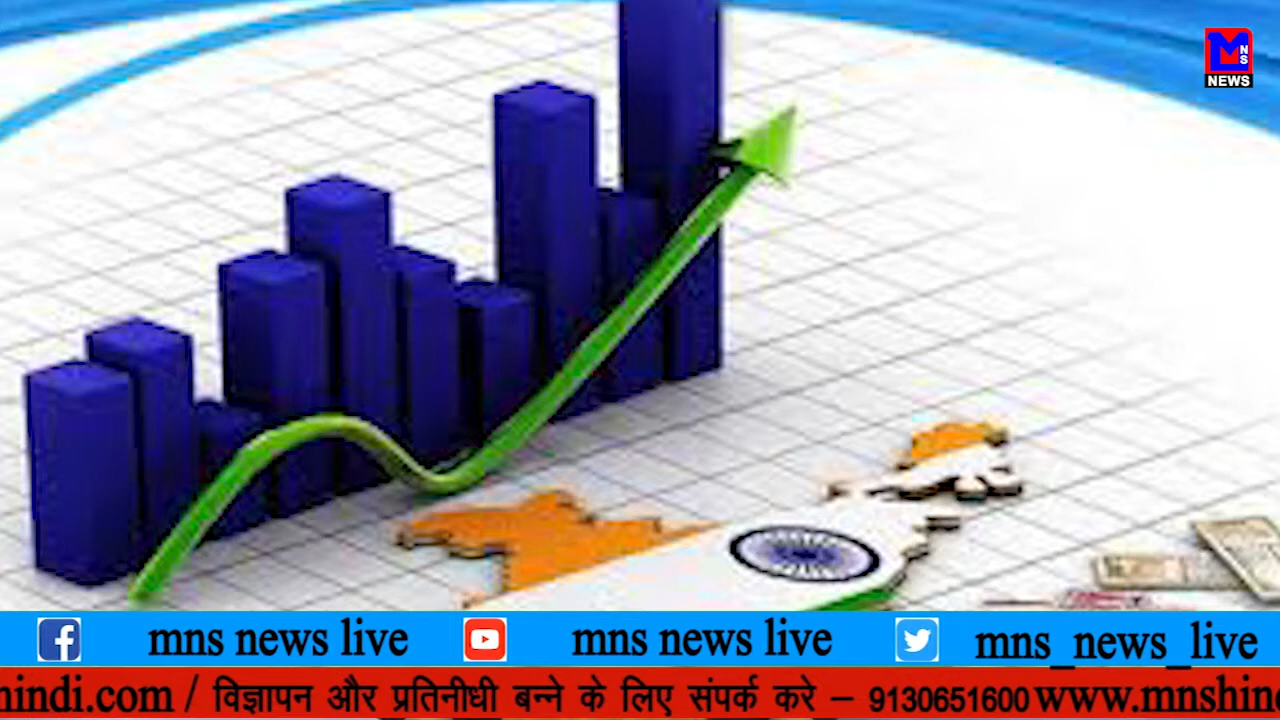 MNS
NEWS
mns news live mns news live mns_news_live
hindi.com / विज्ञापन और प्रतिनीधी बन्ने के लिए संपर्क करे – 9130651600 www.mnshin